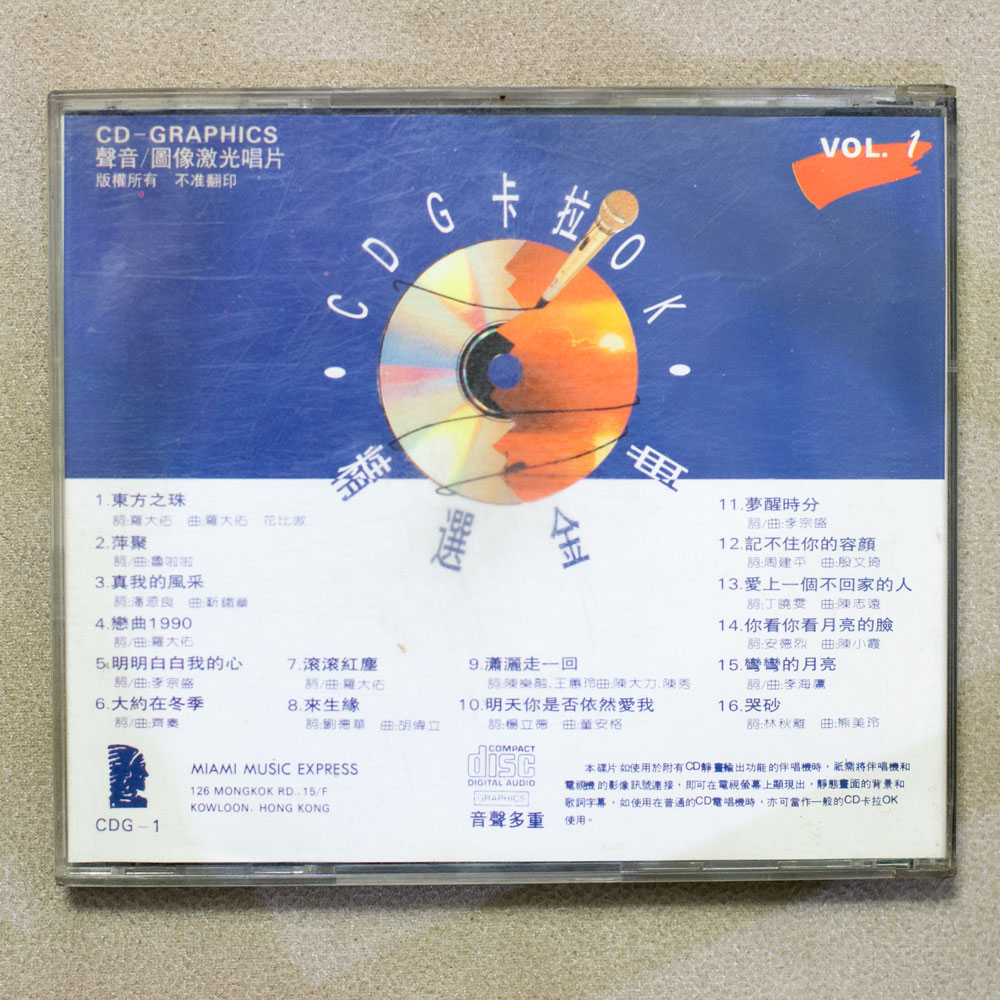 CD-GRAPHICS
聲音/圖像激光唱片
版權所有 不准翻印
VOL. 1
•CDG卡拉OK•
精選金曲
1.東方之珠
詞:羅大佑 曲:羅大佑 花比傲
2.萍聚
詞/曲:魯啦啦
3.真我的風采
詞:潘源良 曲:靳鐵華
4.戀曲1990
詞/曲:羅大佑
5.明明白白我的心
詞/曲:李宗盛
6.大約在冬季
詞/曲:齊秦
7.滾滾紅塵
詞/曲:羅大佑
8.來生緣
詞:劉德華 曲:胡偉立
9.瀟灑走一回
詞:陳樂融,王蕙玲曲:陳大力,陳秀
10.明天你是否依然愛我
詞:楊立德 曲:董安格
11.夢醒時分
詞/曲:李宗盛
12.記不住你的容顏
詞:周建平 曲:殷文琦
13.愛上一個不回家的人
詞:丁曉雯 曲:陳志遠
14.你看你看月亮的臉
詞:安德烈 曲:陳小霞
15.彎彎的月亮
詞/曲:李海鷹
16.哭砂
詞:林秋離 曲:熊美玲
CDG-1
MIAMI MUSIC EXPRESS
126 MONGKOK RD., 15/F
KOWLOON. HONG KONG
COMPACT
disc
DIGITAL AUDIO
GRAPHICS
音聲多重
本碟片如使用於附有CD靜畫輸出功能的伴唱機時，祇需將伴唱機和
電視機的影像訊號連接，即可在電視螢幕上顯現出，靜態畫面的背景和
歌詞字幕，如使用在普通的CD電唱機時，亦可當作一般的CD卡拉OK
使用。